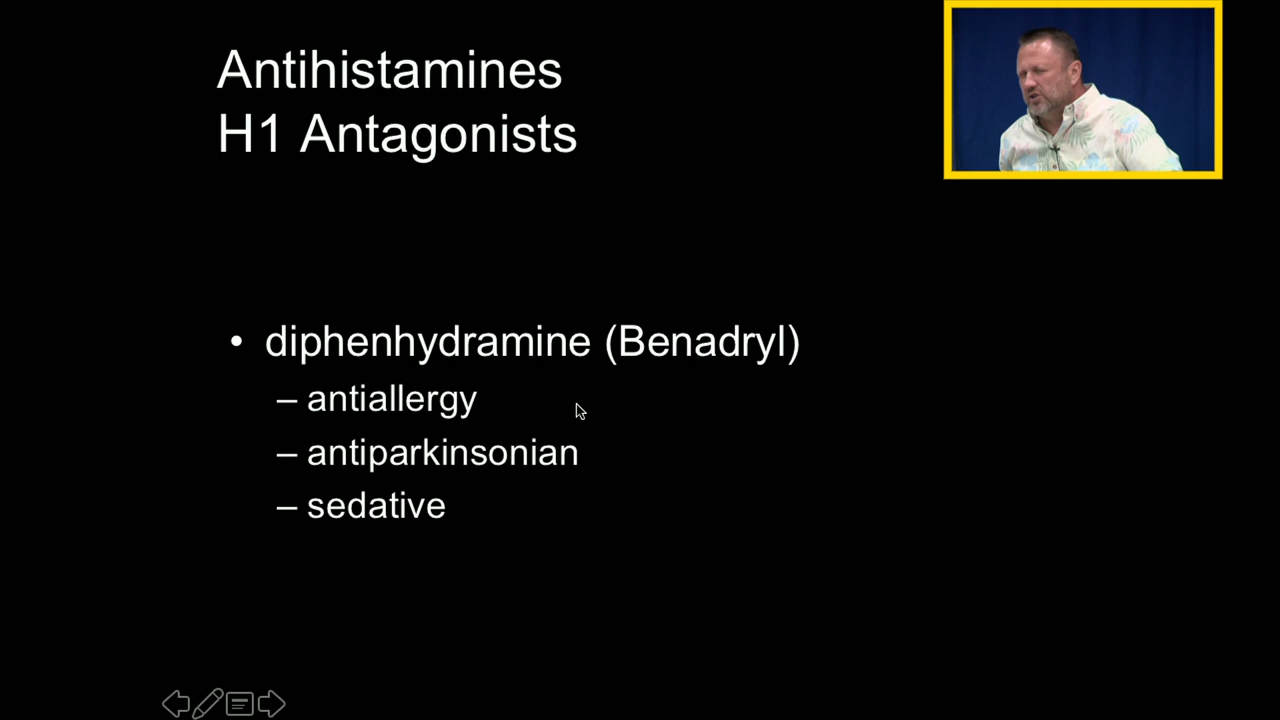 Antihistamines
H1 Antagonists
• diphenhydramine (Benadryl)
– antiallergy
– antiparkinsonian
– sedative